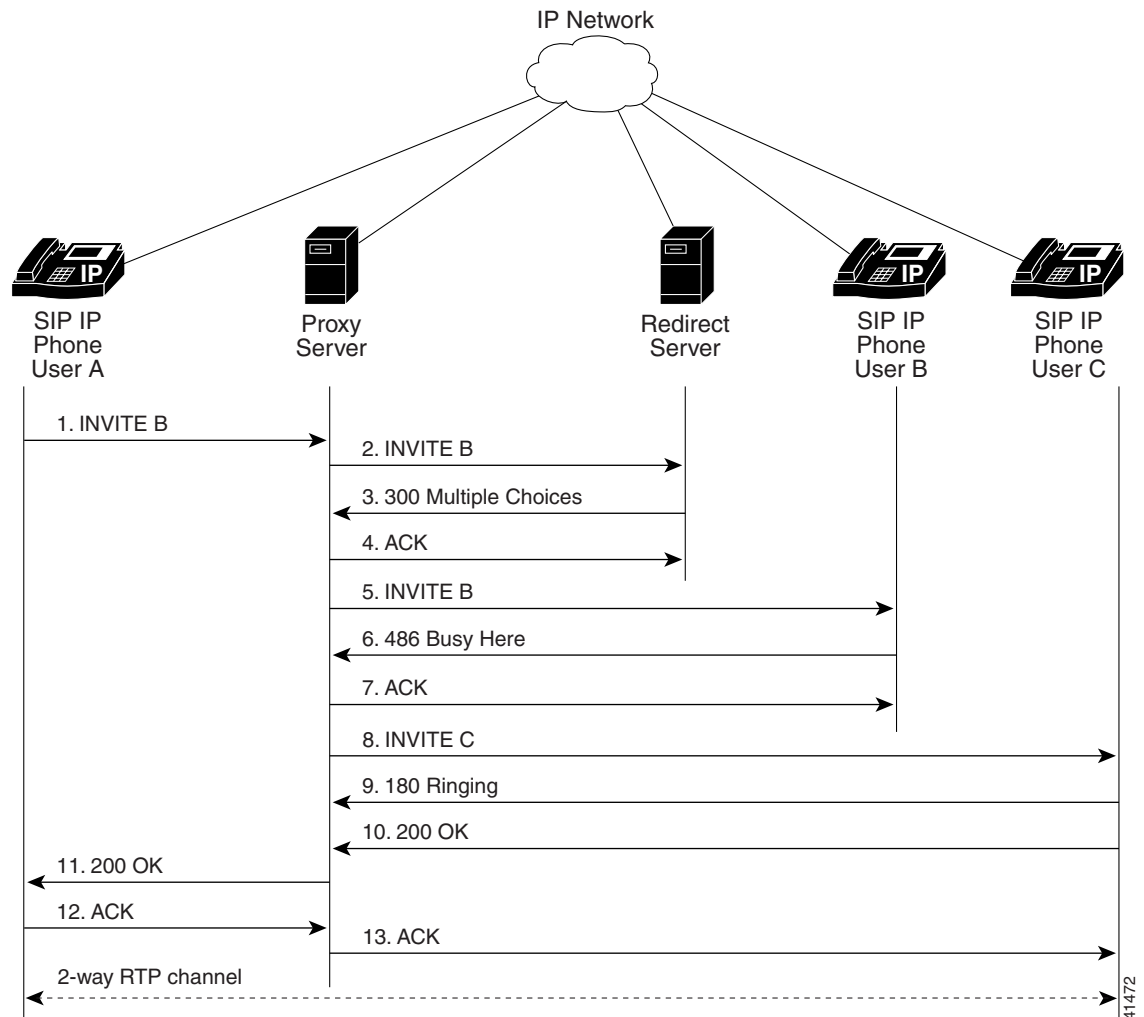 IP Network
IP
IP
IP
SIP IP
Phone
User A
Proxy
Server
Redirect
Server
SIP IP
Phone
User B
SIP IP
Phone
User C
1. INVITE B
2. INVITE B
3. 300 Multiple Choices
4. ACK
5. INVITE B
6. 486 Busy Here
7. ACK
8. INVITE C
9. 180 Ringing
10. 200 OK
11. 200 OK
12. ACK
13. ACK
2-way RTP channel
41472